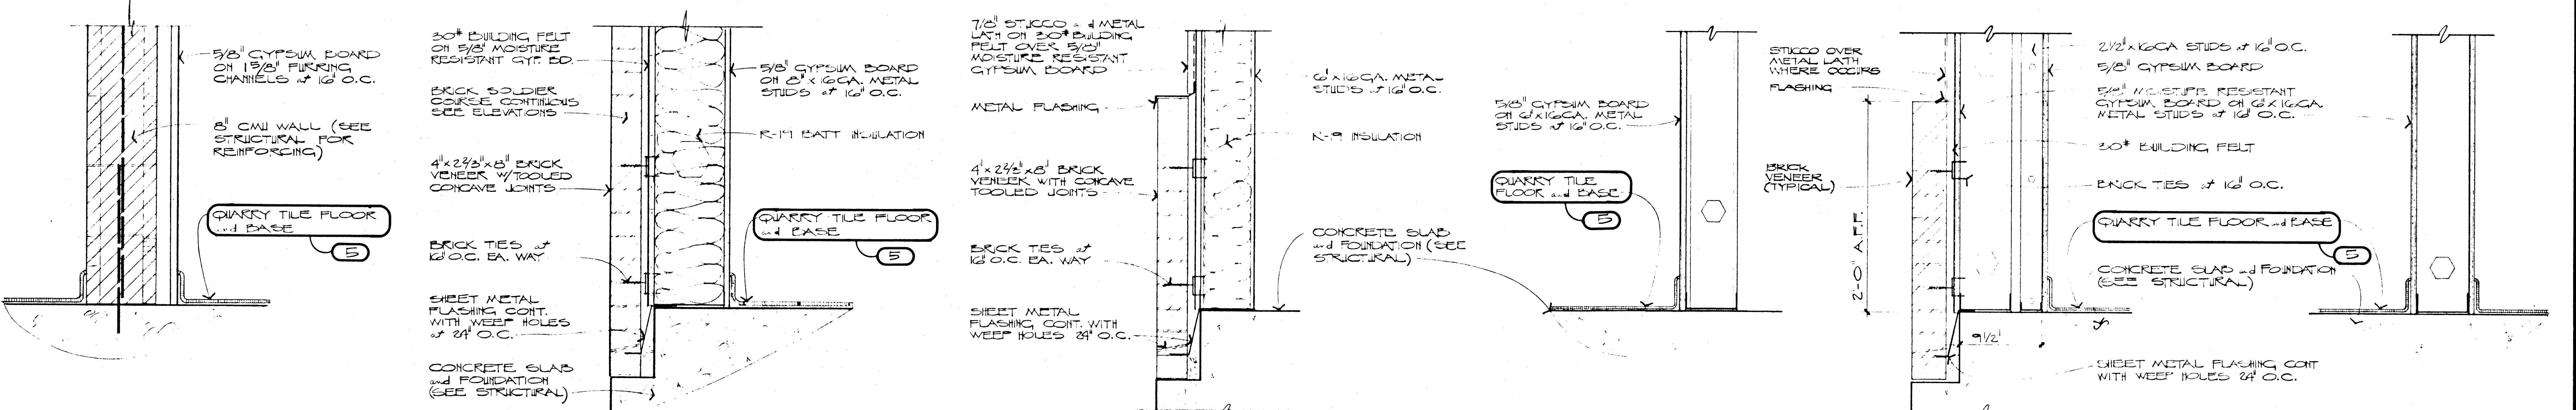 5/8" GYPSUM BOARD
ON 1 5/8" FURRING
CHANNELS at 16" O.C.
8" CMU WALL (SEE
STRUCTURAL FOR
REINFORCING)
QUARRY TILE FLOOR
and BASE
5
30# BUILDING FELT
ON 5/8" MOISTURE
RESISTANT GYP. BD.
BRICK SOLDIER
COURSE CONTINUOUS
SEE ELEVATIONS
4"x2 2/3"x8" BRICK
VENEER W/TOOLED
CONCAVE JOINTS
BRICK TIES at
16" O.C. EA. WAY
SHEET METAL
FLASHING CONT.
WITH WEEP HOLES
at 24" O.C.
CONCRETE SLAB
and FOUNDATION
(SEE STRUCTURAL)
5/8" GYPSUM BOARD
ON 8" x 16GA. METAL
STUDS at 16" O.C.
R-19 BATT INSULATION
QUARRY TILE FLOOR
and BASE
5
7/8" STUCCO and METAL
LATH ON 30# BUILDING
FELT OVER 5/8"
MOISTURE RESISTANT
GYPSUM BOARD
METAL FLASHING
4"x2 2/3"x8" BRICK
VENEER WITH CONCAVE
TOOLED JOINTS
BRICK TIES at
16" O.C. EA. WAY
SHEET METAL
FLASHING CONT. WITH
WEEP HOLES 24" O.C.
6"x16GA. METAL
STUDS at 16" O.C.
R-19 INSULATION
CONCRETE SLAB
and FOUNDATION (SEE
STRUCTURAL)
5/8" GYPSUM BOARD
ON 6"x16GA. METAL
STUDS at 16" O.C.
QUARRY TILE
FLOOR and BASE
5
STUCCO OVER
METAL LATH
WHERE OCCURS
FLASHING
BRICK
VENEER
(TYPICAL)
2'-0" A.F.F.
9 1/2"
2 1/2"x16GA STUDS at 16" O.C.
5/8" GYPSUM BOARD
5/8" MOISTURE RESISTANT
GYPSUM BOARD ON 6"x16GA.
METAL STUDS at 16" O.C.
30# BUILDING FELT
BRICK TIES at 16" O.C.
QUARRY TILE FLOOR and BASE
5
CONCRETE SLAB and FOUNDATION
(SEE STRUCTURAL)
SHEET METAL FLASHING CONT
WITH WEEP HOLES 24" O.C.